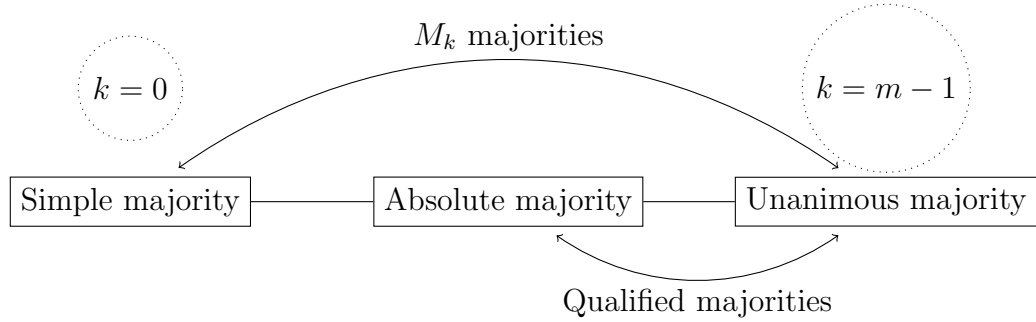 $M_k$ majorities
$k = 0$
$k = m - 1$
Simple majority
Absolute majority
Unanimous majority
Qualified majorities